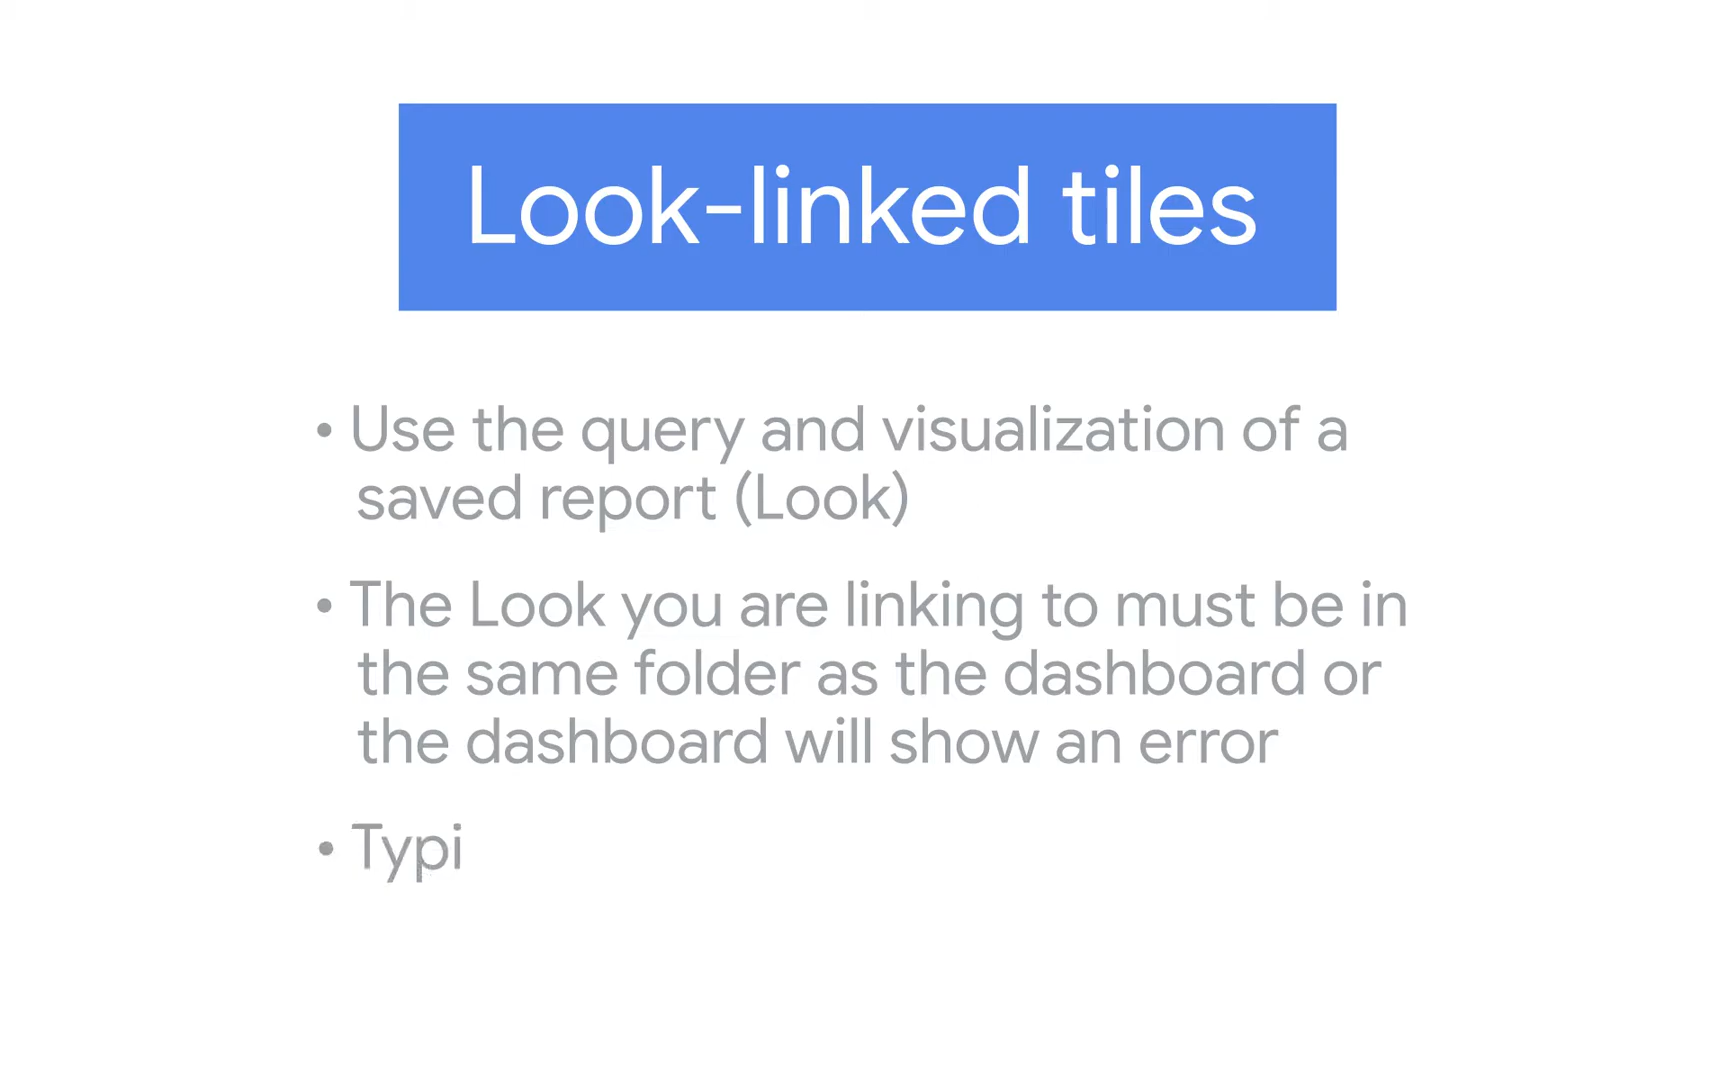 Look-linked tiles
• Use the query and visualization of a
saved report (Look)
• The Look you are linking to must be in
the same folder as the dashboard or
the dashboard will show an error
• Typi